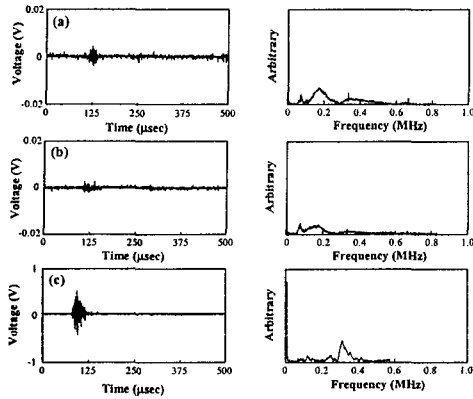 (a)
Voltage (V)
0.02
0
-0.02
0 125 250 375 500
Time (μsec)
Arbitrary
0 0.2 0.4 0.6 0.8 1.0
Frequency (MHz)
(b)
Voltage (V)
0.02
0
-0.02
0 125 250 375 500
Time (μsec)
Arbitrary
0 0.2 0.4 0.6 0.8 1.0
Frequency (MHz)
(c)
Voltage (V)
1
0
-1
0 125 250 375 500
Time (μsec)
Arbitrary
0 0.2 0.4 0.6 0.8 1.0
Frequency (MHz)